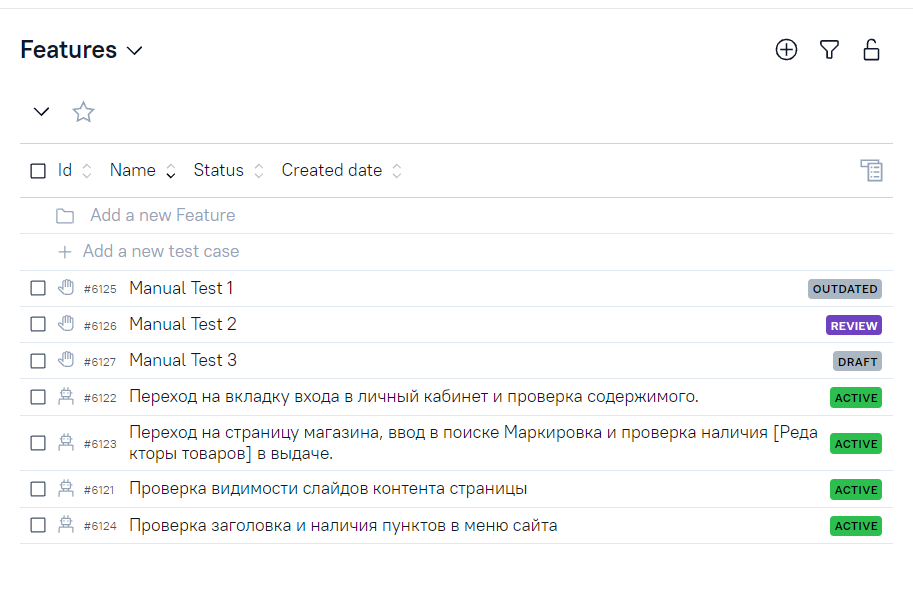 Features
Id Name Status Created date
Add a new Feature
Add a new test case
#6125 Manual Test 1 OUTDATED
#6126 Manual Test 2 REVIEW
#6127 Manual Test 3 DRAFT
#6122 Переход на вкладку входа в личный кабинет и проверка содержимого. ACTIVE
#6123 Переход на страницу магазина, ввод в поиске Маркировка и проверка наличия [Реда
кторы товаров] в выдаче. ACTIVE
#6121 Проверка видимости слайдов контента страницы ACTIVE
#6124 Проверка заголовка и наличия пунктов в меню сайта ACTIVE